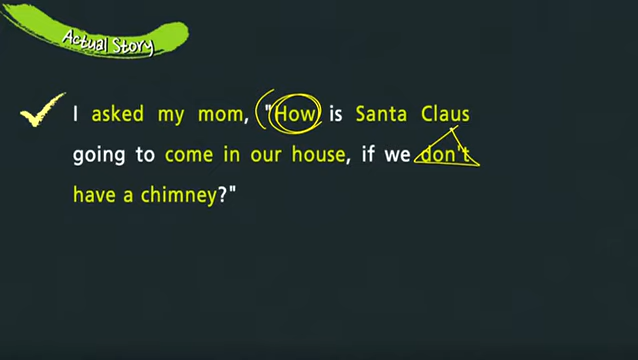 Actual Story
I asked my mom, "How is Santa Claus
going to come in our house, if we don't
have a chimney?"